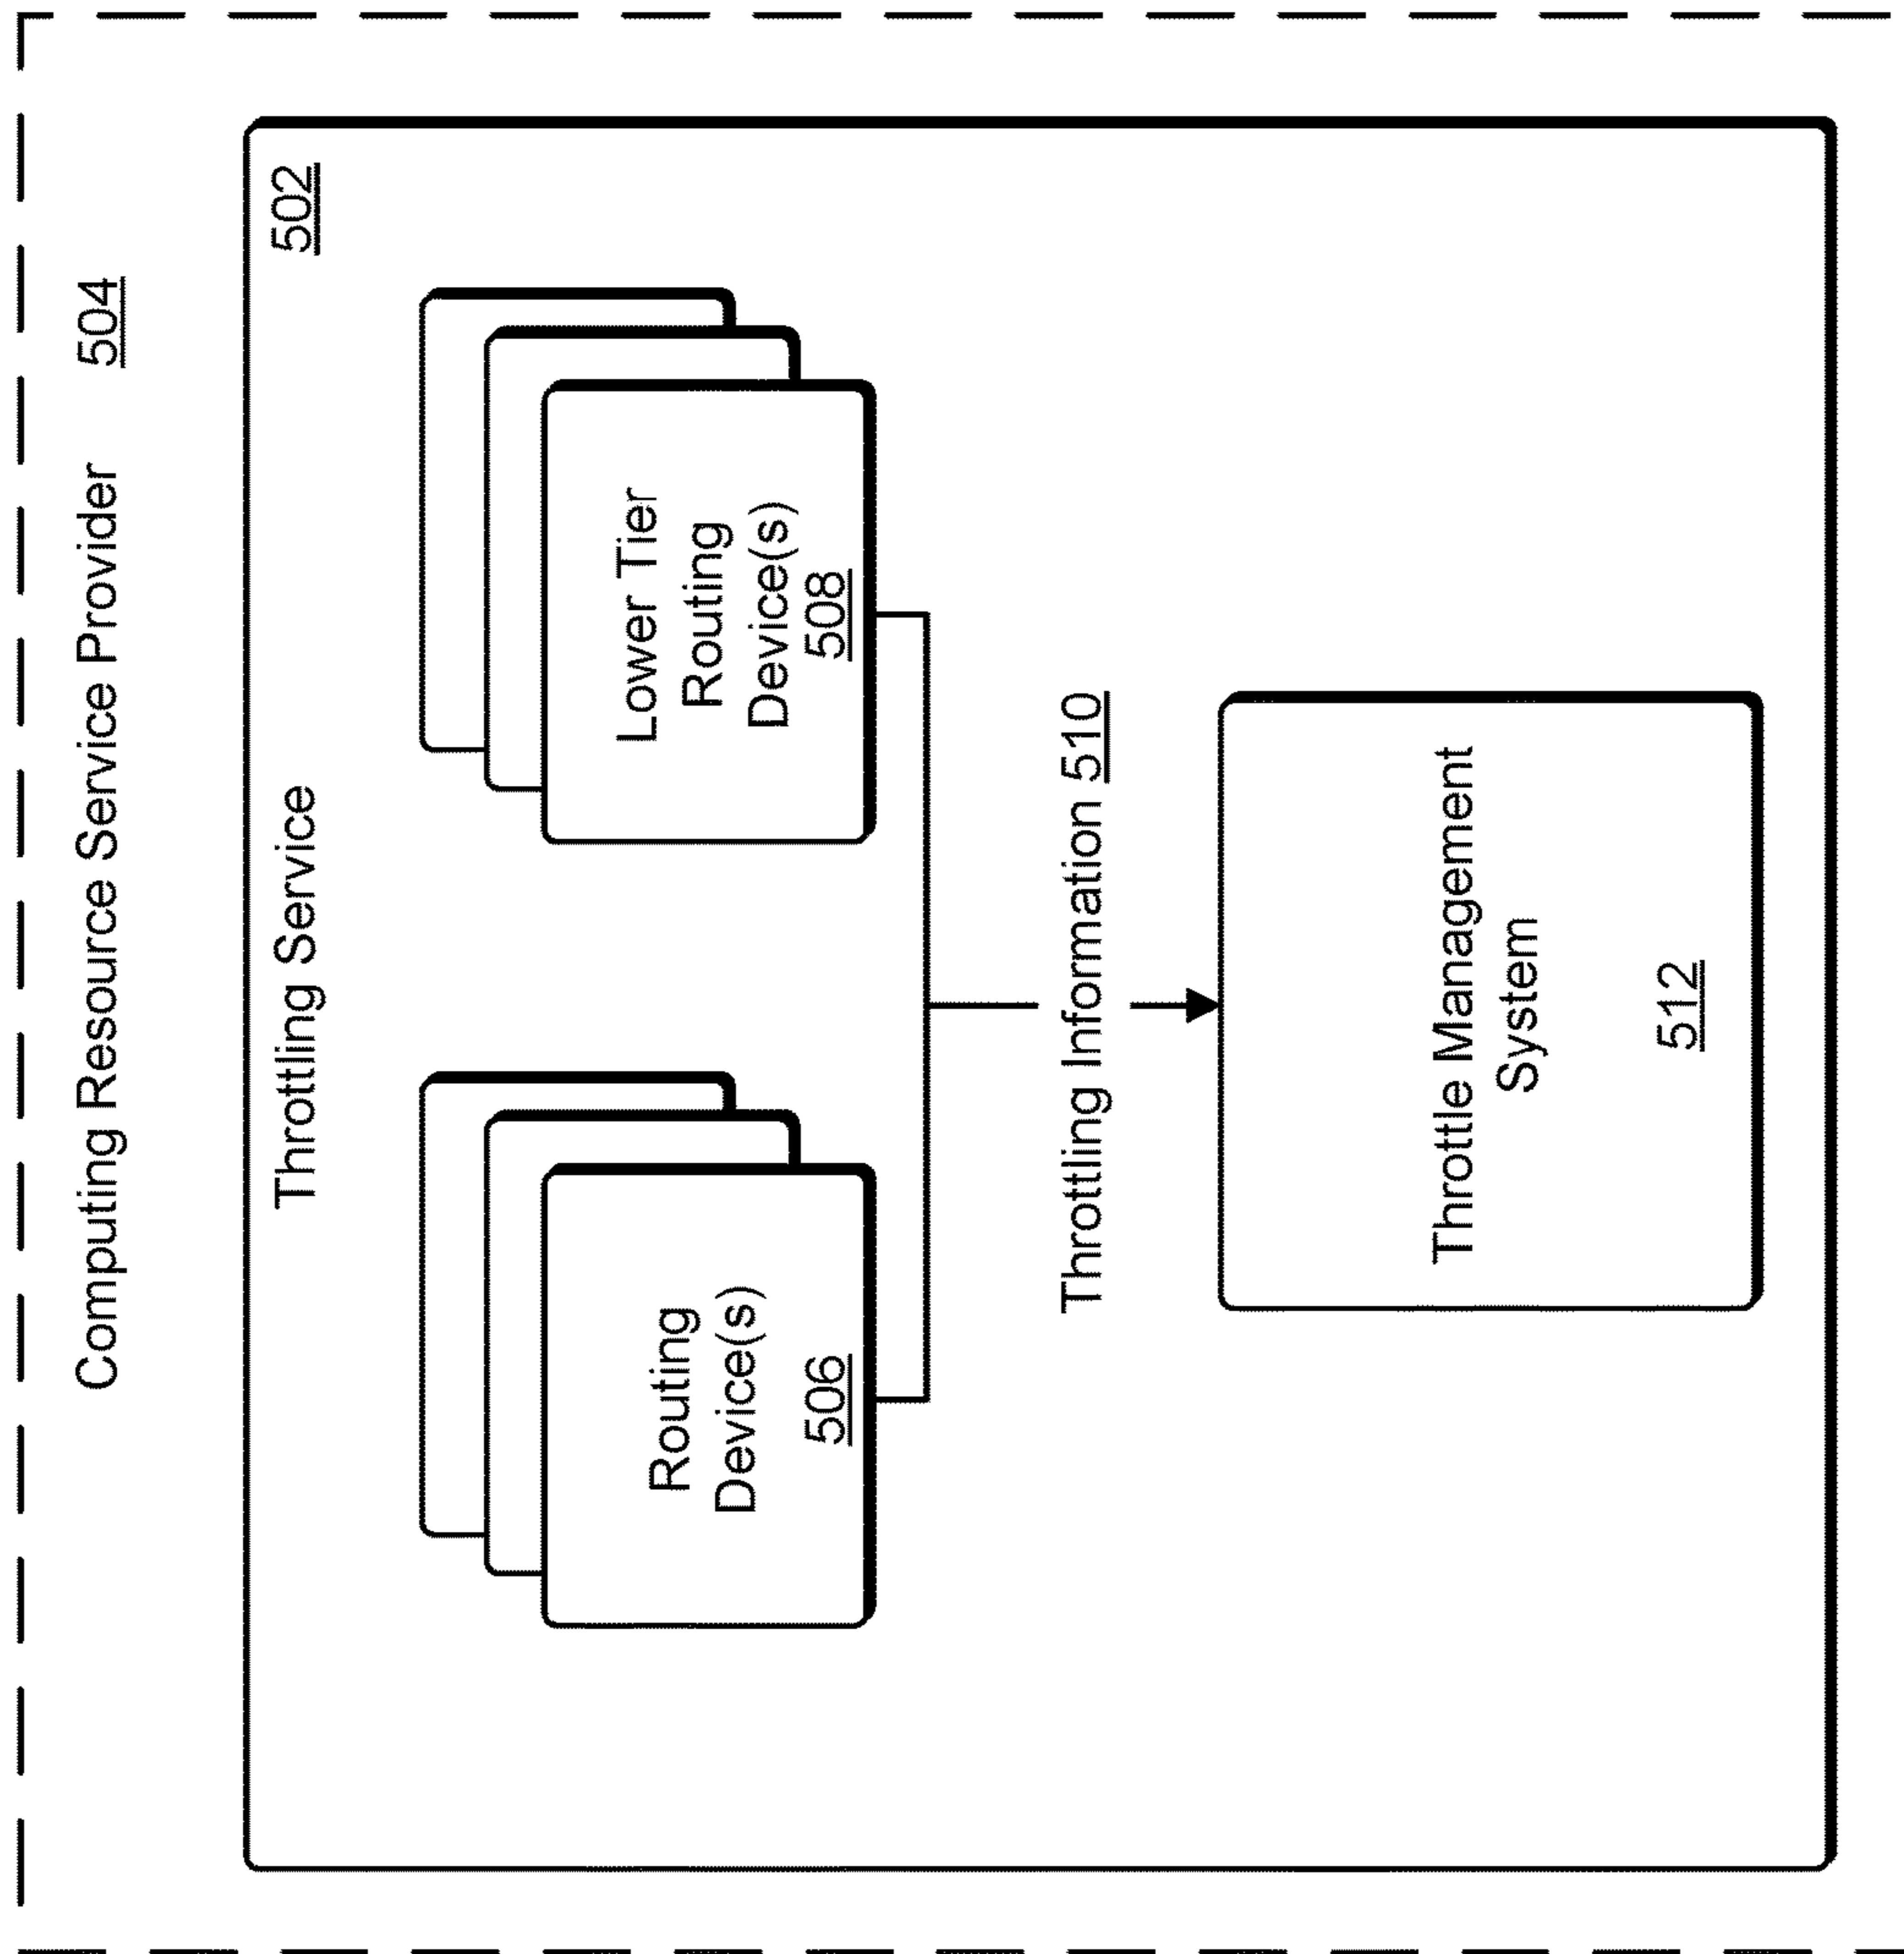 Computing Resource Service Provider 504
Throttling Service 502
Routing
Device(s)
506
Lower Tier
Routing
Device(s)
508
Throttling Information 510
Throttle Management
System
512